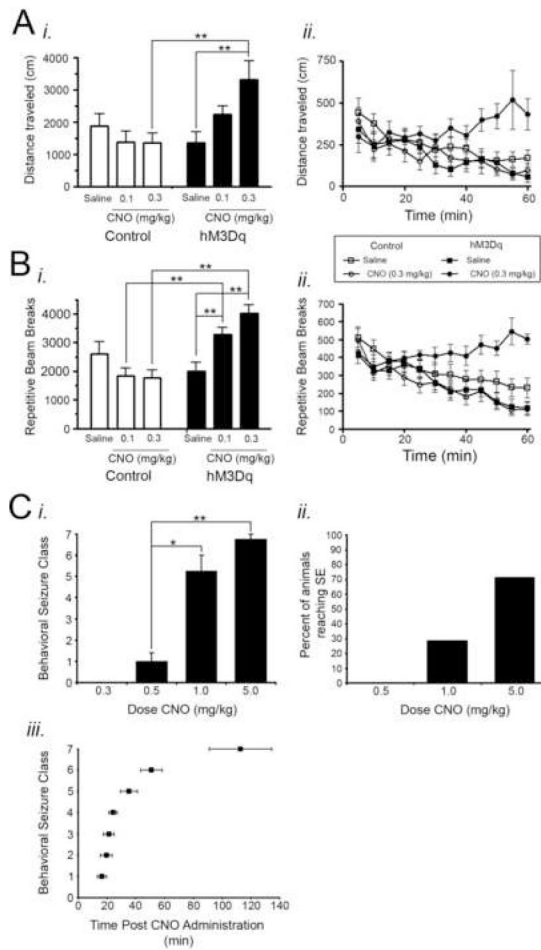 A
i.
**
**
4000
3000
2000
1000
0
Distance traveled (cm)
Saline 0.1 0.3 Saline 0.1 0.3
CNO (mg/kg) CNO (mg/kg)
Control hM3Dq
ii.
750
500
250
0
Distance traveled (cm)
0 20 40 60
Time (min)
Control hM3Dq
Saline Saline
CNO (0.3 mg/kg) CNO (0.3 mg/kg)
B
i.
**
**
**
**
4000
3000
2000
1000
0
Repetitive Beam Breaks
Saline 0.1 0.3 Saline 0.1 0.3
CNO (mg/kg) CNO (mg/kg)
Control hM3Dq
ii.
700
600
500
400
300
200
100
0
Repetitive Beam Breaks
0 20 40 60
Time (min)
C
i.
**
*
7
6
5
4
3
2
1
0
Behavioral Seizure Class
0.3 0.5 1.0 5.0
Dose CNO (mg/kg)
ii.
100
90
80
70
60
50
40
30
20
10
0
Percent of animals
reaching SE
0.5 1.0 5.0
Dose CNO (mg/kg)
iii.
7
6
5
4
3
2
1
Behavioral Seizure Class
0 20 40 60 80 100 120 140
Time Post CNO Administration
(min)